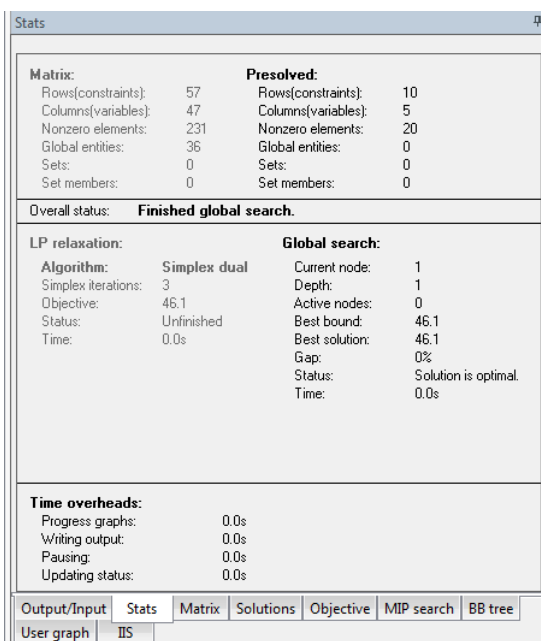 Stats
Matrix: Presolved:
Rows(constraints): 57 Rows(constraints): 10
Columns(variables): 47 Columns(variables): 5
Nonzero elements: 231 Nonzero elements: 20
Global entities: 36 Global entities: 0
Sets: 0 Sets: 0
Set members: 0 Set members: 0
Overall status: Finished global search.
LP relaxation: Global search:
Algorithm: Simplex dual Current node: 1
Simplex iterations: 3 Depth: 1
Objective: 46.1 Active nodes: 0
Status: Unfinished Best bound: 46.1
Time: 0.0s Best solution: 46.1
Gap: 0%
Status: Solution is optimal.
Time: 0.0s
Time overheads:
Progress graphs: 0.0s
Writing output: 0.0s
Pausing: 0.0s
Updating status: 0.0s
Output/Input Stats Matrix Solutions Objective MIP search BB tree
User graph IIS